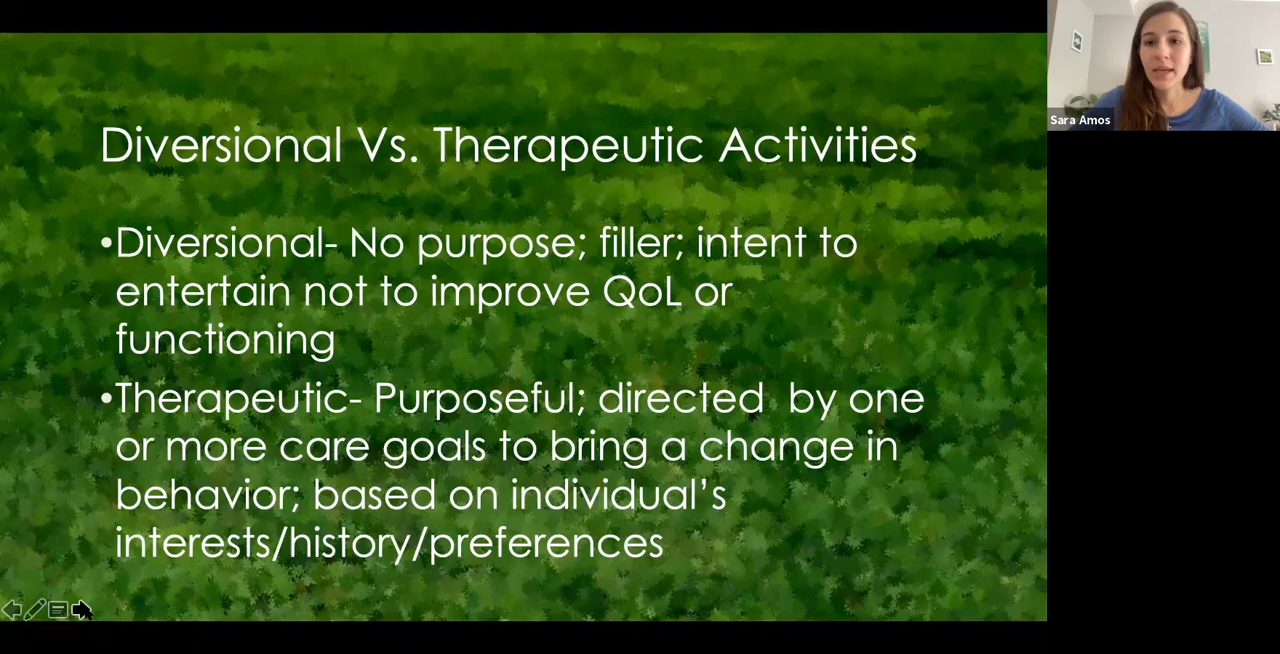 Diversional Vs. Therapeutic Activities
•Diversional- No purpose; filler; intent to
entertain not to improve QoL or
functioning
•Therapeutic- Purposeful; directed  by one
or more care goals to bring a change in
behavior; based on individual’s
interests/history/preferences
Sara Amos